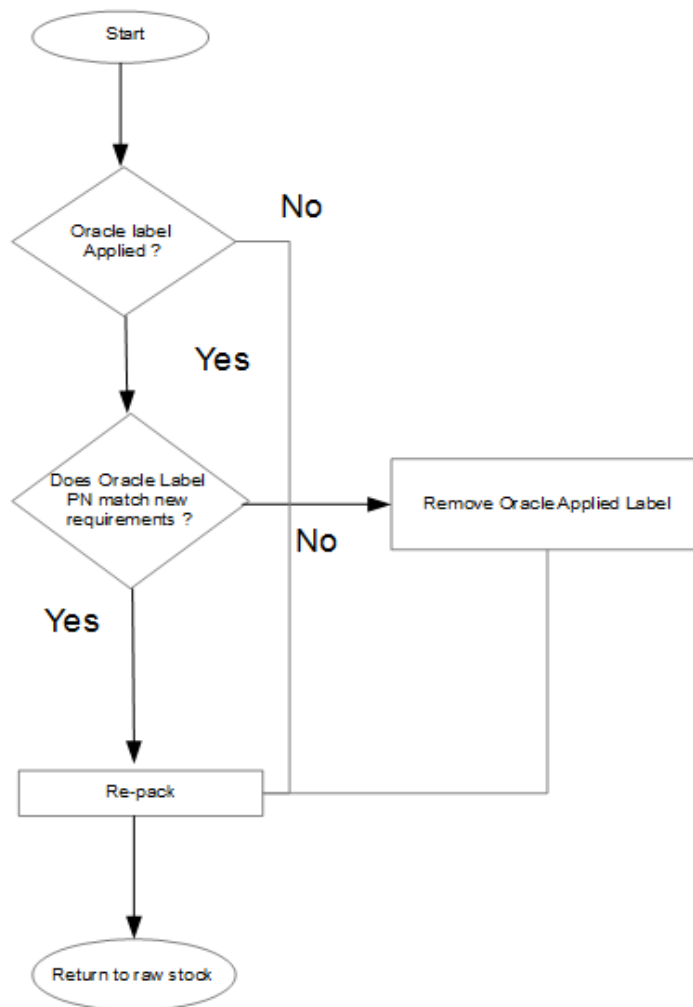 Start
Oracle label
Applied ?
No
Yes
Does Oracle Label
PN match new
requirements ?
Remove Oracle Applied Label
No
Yes
Re-pack
Return to raw stock